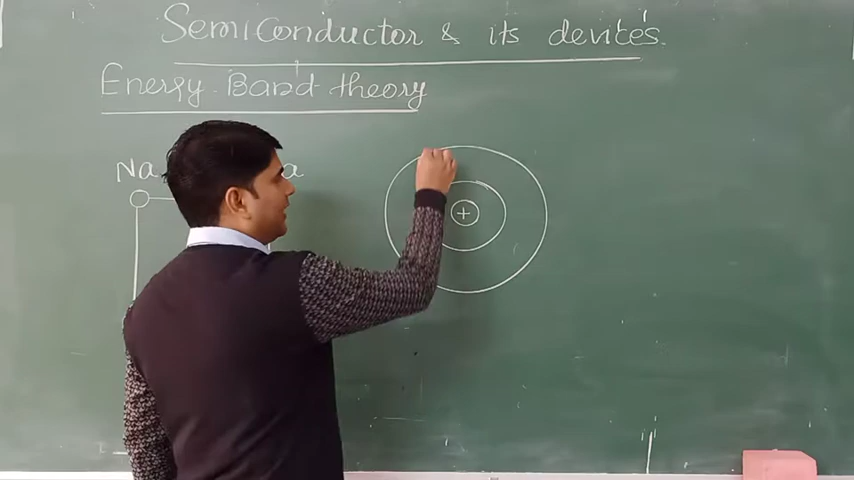 Semiconductor & its devices.
Energy Band theory
Na a
+